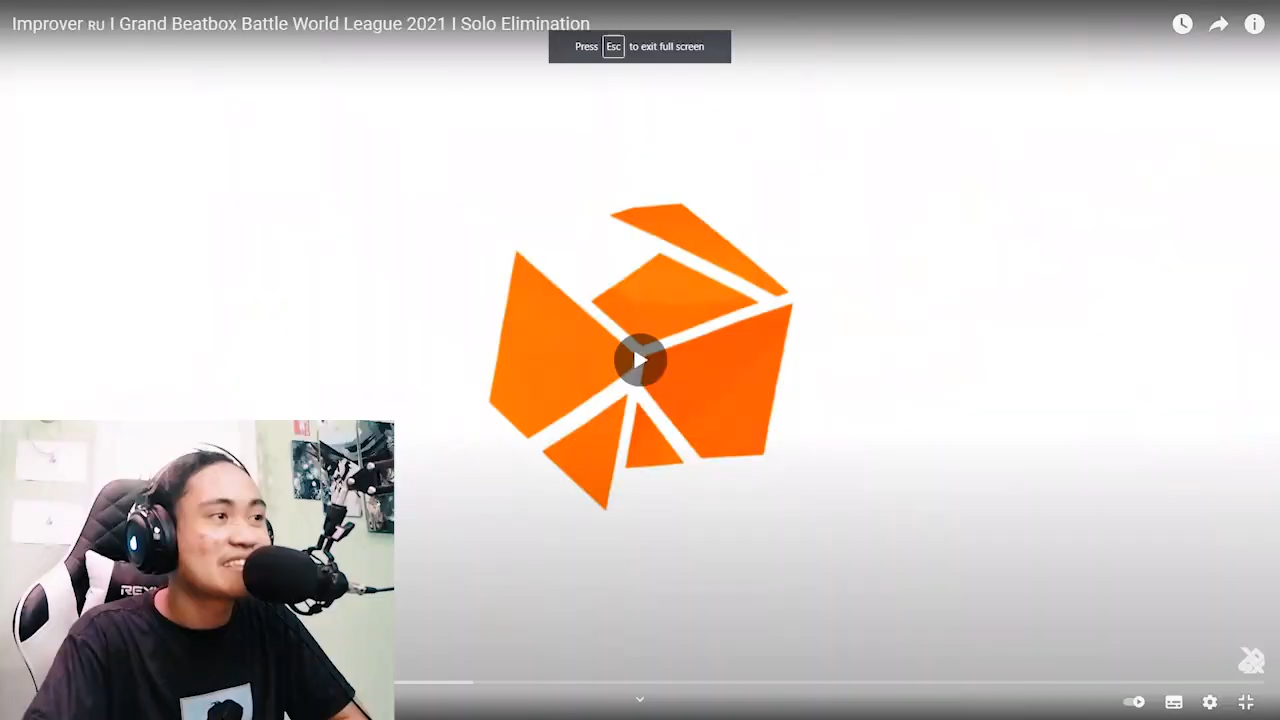 Improver RU I Grand Beatbox Battle World League 2021 I Solo Elimination
Press Esc to exit full screen